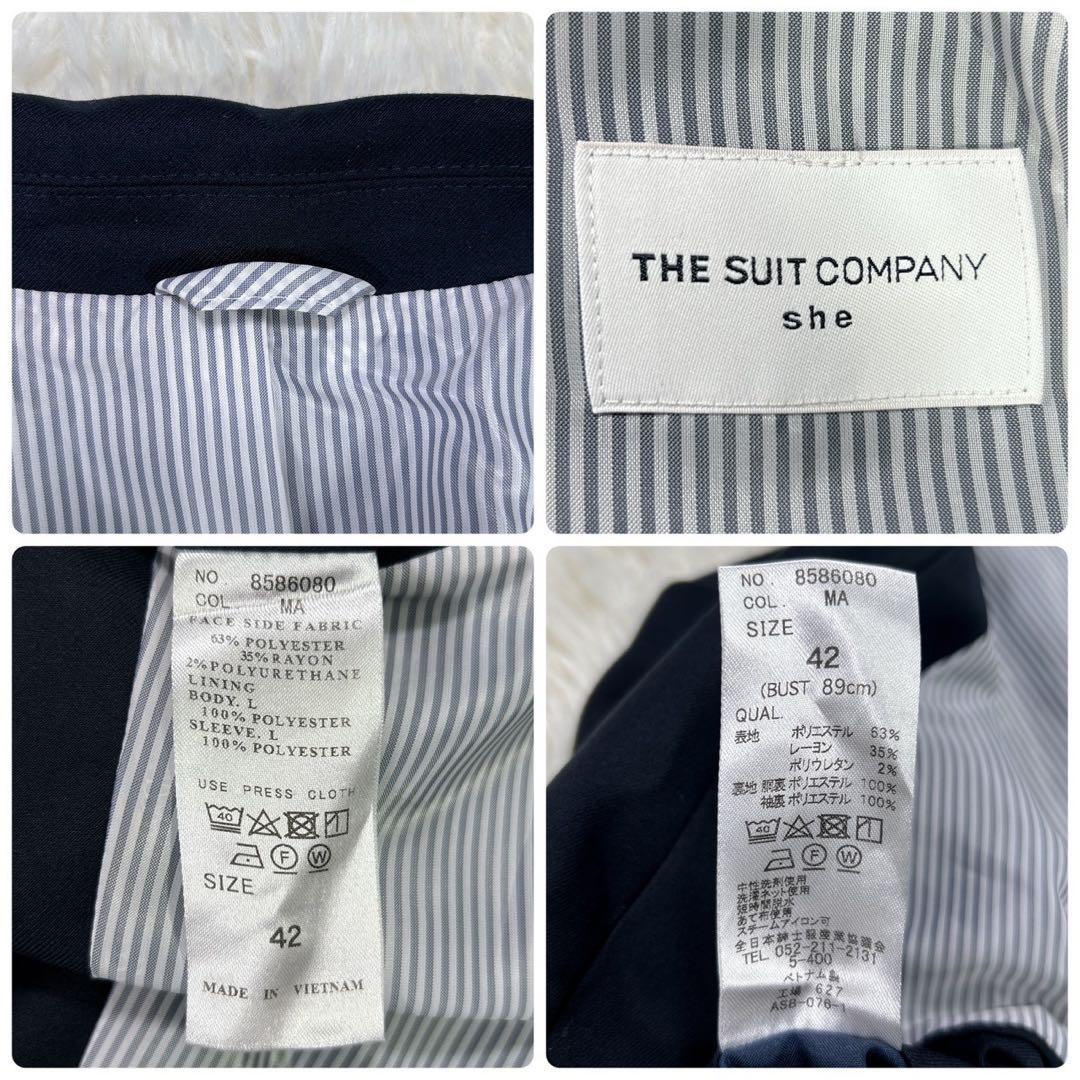 THE SUIT COMPANY
she
NO. 8586080
COL. MA
FACE SIDE FABRIC
63% POLYESTER
35% RAYON
2% POLYURETHANE
LINING
BODY. L
100% POLYESTER
SLEEVE. L
100% POLYESTER
USE PRESS CLOTH
40
F W
SIZE
42
MADE IN VIETNAM
NO. 8586080
COL. MA
SIZE
42
(BUST 89cm)
QUAL.
表地 ポリエステル 63%
レーヨン 35%
ポリウレタン 2%
裏地 胴裏 ポリエステル 100%
袖裏 ポリエステル 100%
40
F W
中性洗剤使用
洗濯ネット使用
短時間脱水
あて布使用
スチームアイロン可
全日本紳士服産業協議会
TEL 052-211-2131
5-400
ベトナム製
工場 627
ASB-076-1